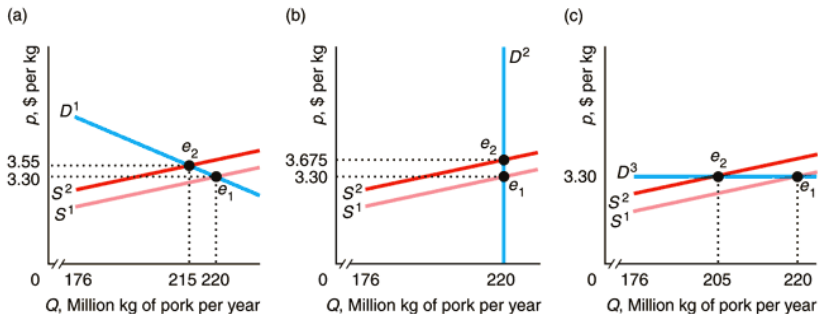 (a)
p, $ per kg
D¹
e₂
3.55
3.30
e₁
S²
S¹
0
176
215 220
Q, Million kg of pork per year
(b)
p, $ per kg
D²
3.675
e₂
3.30
e₁
S²
S¹
0
176
220
Q, Million kg of pork per year
(c)
p, $ per kg
e₂
3.30
D³
e₁
S²
S¹
0
176
205
220
Q, Million kg of pork per year